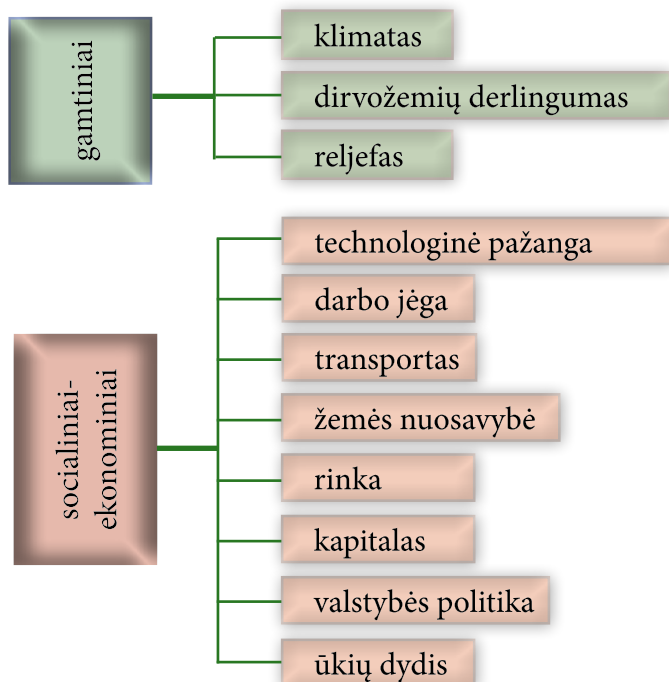 gamtiniai
klimatas
dirvožemių derlingumas
reljefas
socialiniai-
ekonominiai
technologinė pažanga
darbo jėga
transportas
žemės nuosavybė
rinka
kapitalas
valstybės politika
ūkių dydis